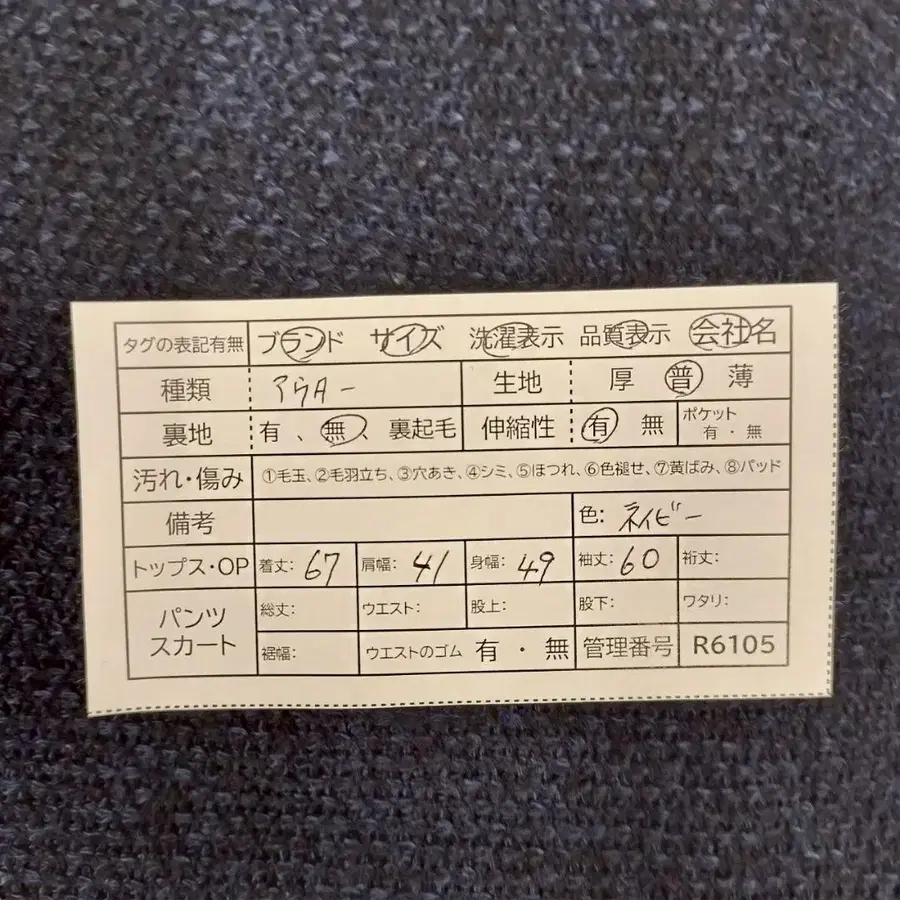 タグの表記有無 ブランド サイズ 洗濯表示 品質表示 会社名
種類 アウター 生地 厚 普 薄
裏地 有、無、裏起毛 伸縮性 有 無 ポケット 有・無
汚れ・傷み ①毛玉、②毛羽立ち、③穴あき、④シミ、⑤ほつれ、⑥色褪せ、⑦黄ばみ、⑧パッド
備考 色: ネイビー
トップス・OP 着丈: 67 肩幅: 41 身幅: 49 袖丈: 60 裄丈:
パンツ スカート 総丈: ウエスト: 股上: 股下: ワタリ:
裾幅: ウエストのゴム 有・無 管理番号 R6105